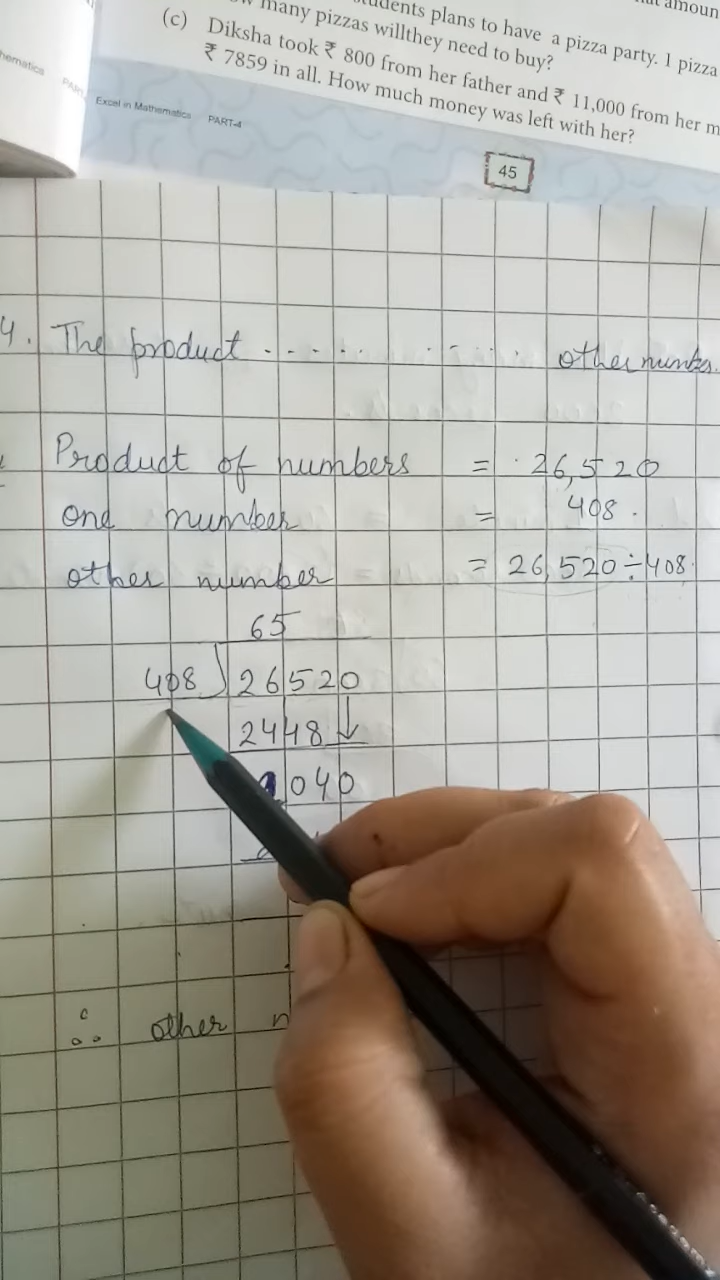 students plans to have a pizza party. 1 pizza
many pizzas willthey need to buy?
(c) Diksha took ₹ 800 from her father and ₹ 11,000 from her m
₹ 7859 in all. How much money was left with her?
Excel in Mathematics PART-4
45
4. The product .......... other number.
Product of numbers = 26,520
one number = 408.
other number = 26,520÷408.
65
408)26520
2448↓
1040
∴ other n